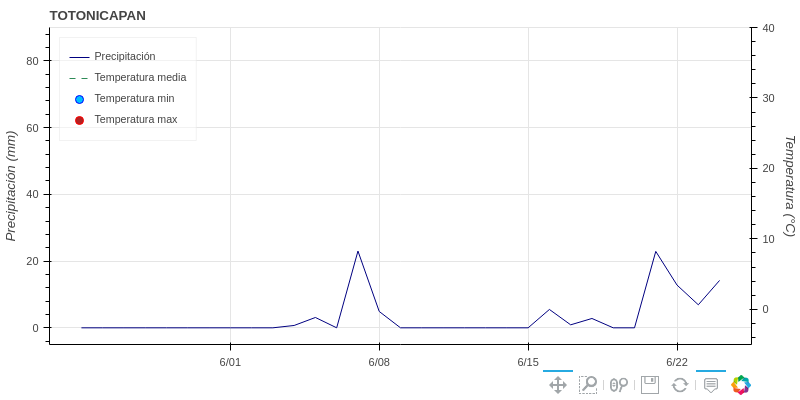 TOTONICAPAN
Precipitación
Temperatura media
Temperatura min
Temperatura max
80
60
40
20
0
Precipitación (mm)
40
30
20
10
0
Temperatura (°C)
6/01
6/08
6/15
6/22